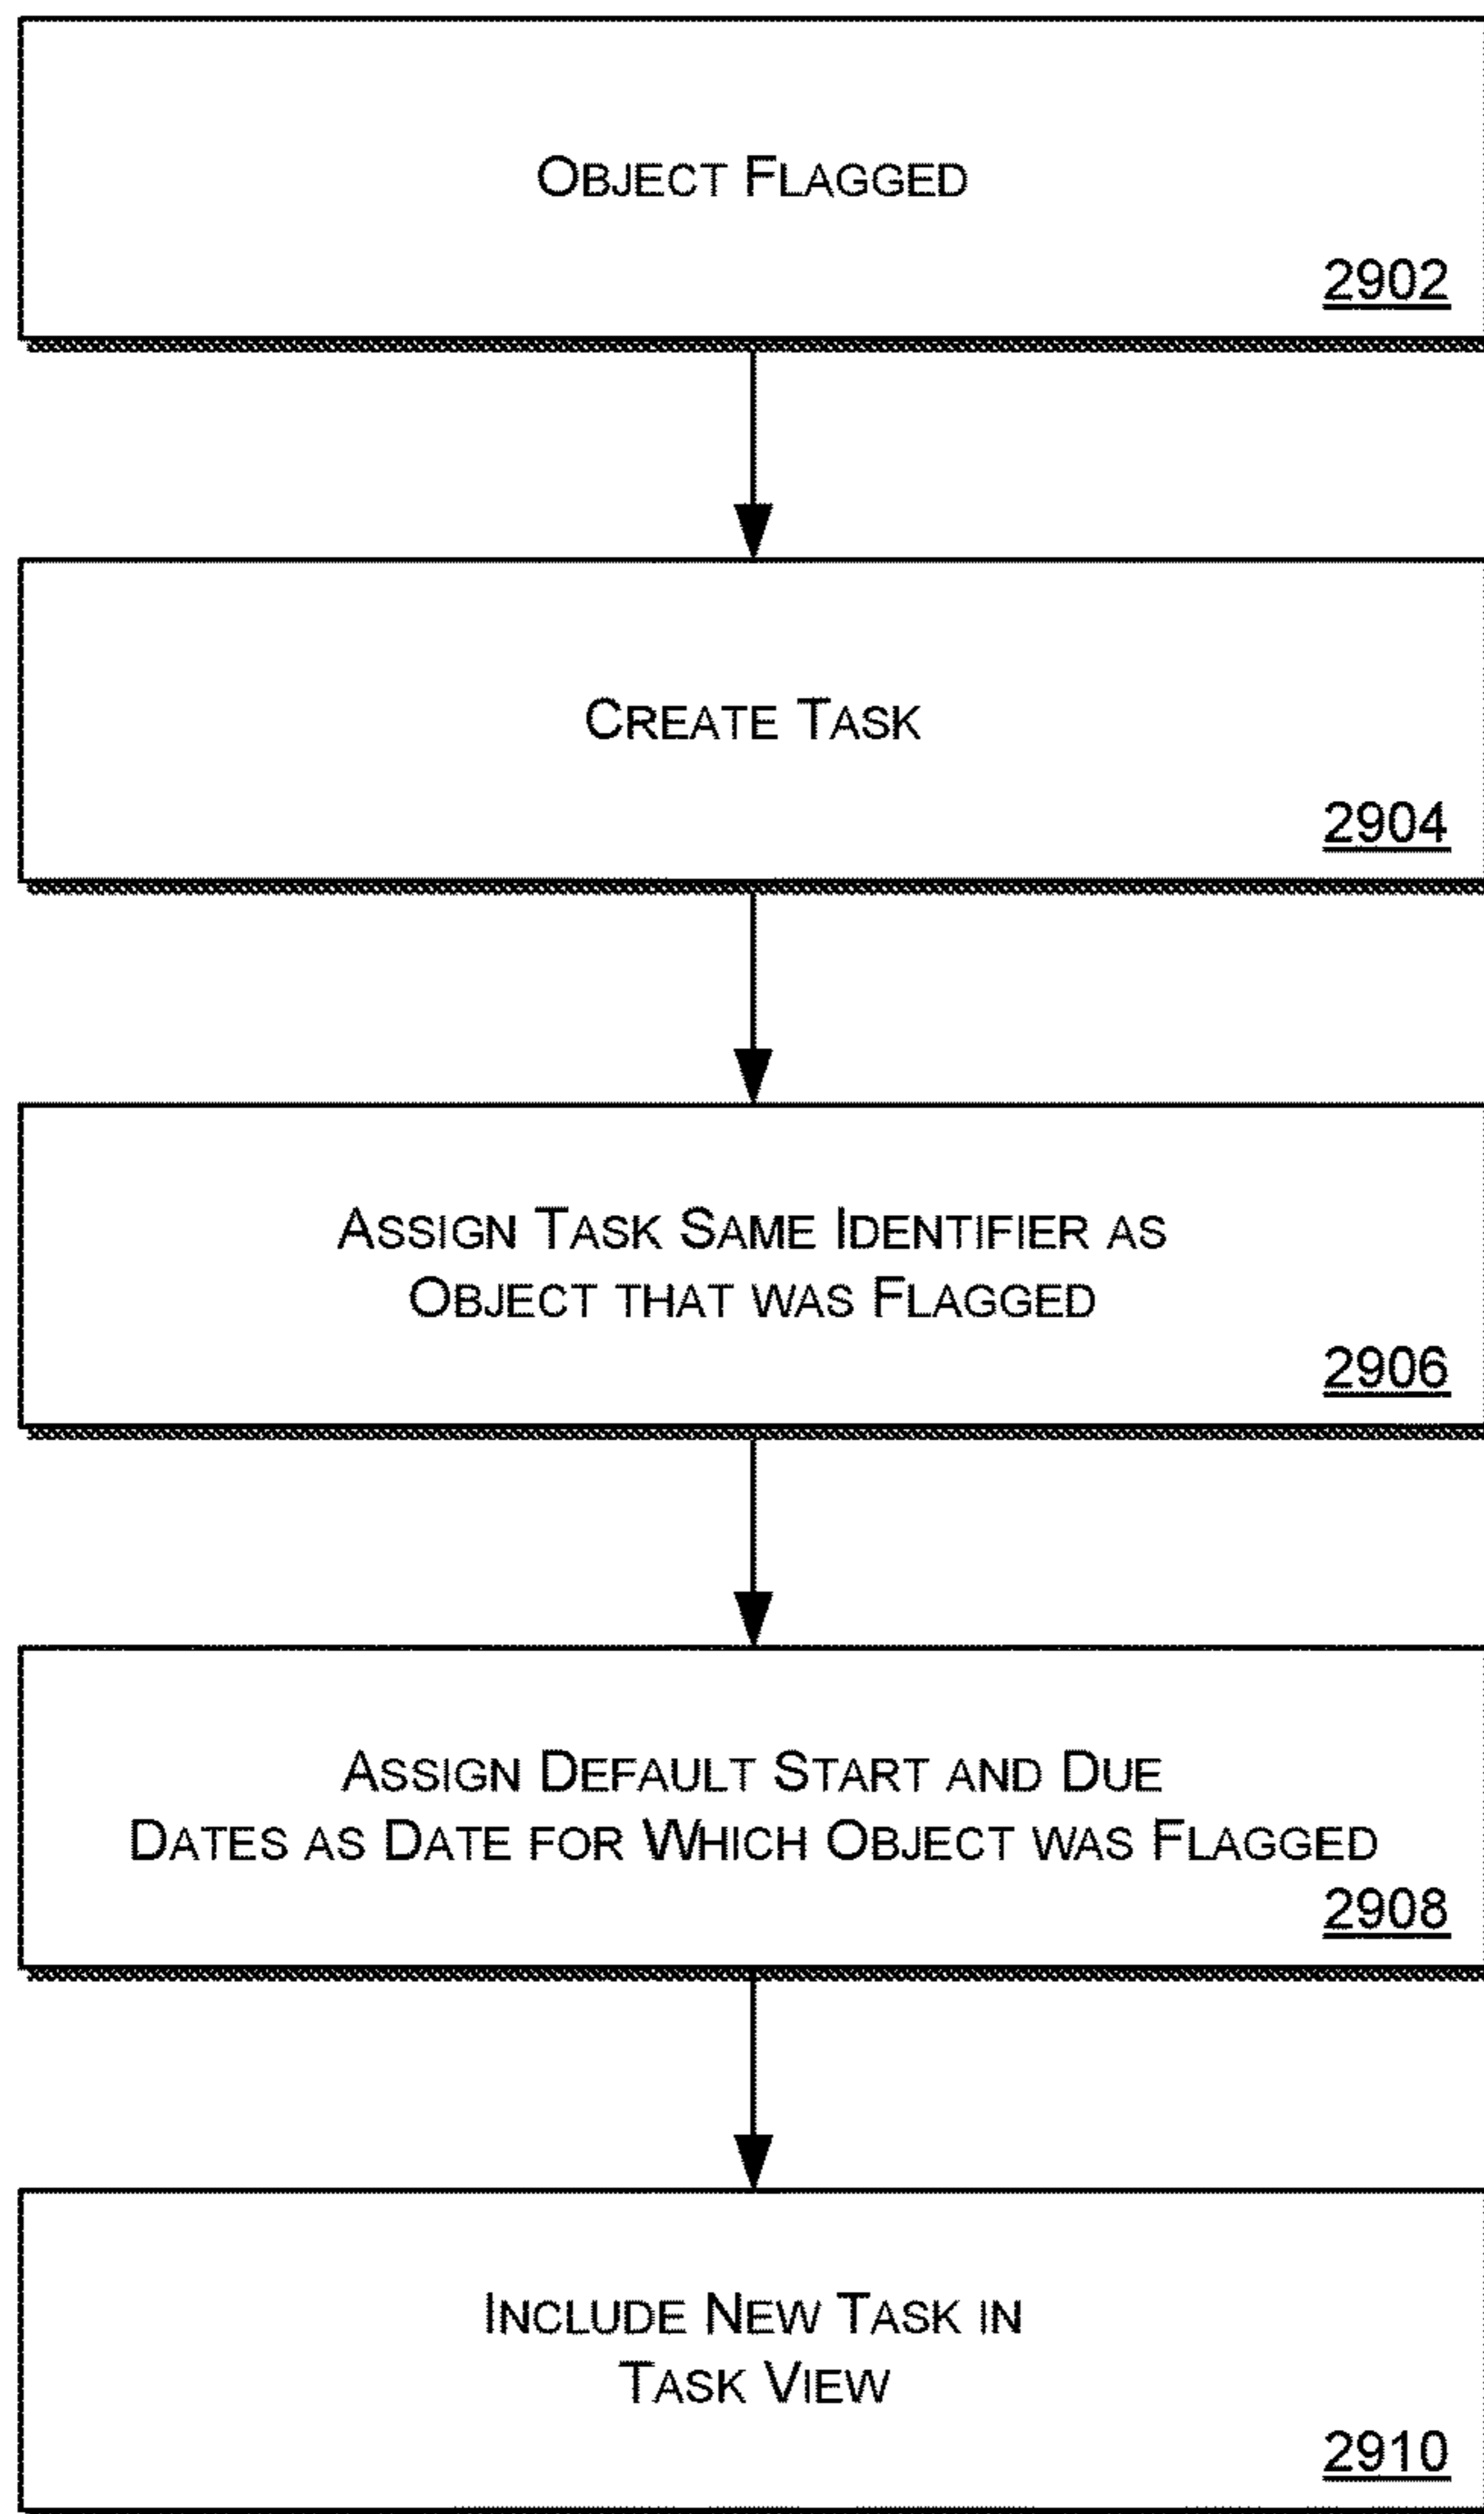 OBJECT FLAGGED
2902
CREATE TASK
2904
ASSIGN TASK SAME IDENTIFIER AS
OBJECT THAT WAS FLAGGED
2906
ASSIGN DEFAULT START AND DUE
DATES AS DATE FOR WHICH OBJECT WAS FLAGGED
2908
INCLUDE NEW TASK IN
TASK VIEW
2910